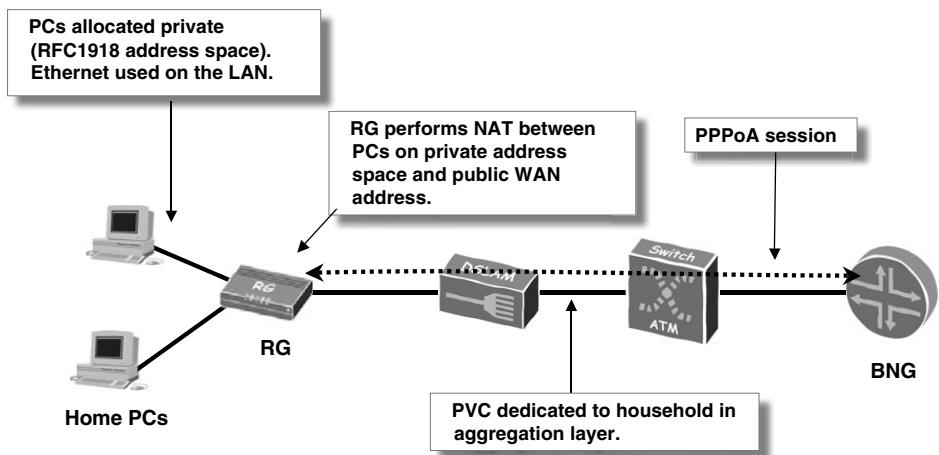 PCs allocated private
(RFC1918 address space).
Ethernet used on the LAN.
RG performs NAT between
PCs on private address
space and public WAN
address.
PPPoA session
RG
DSLAM
Switch
ATM
RG
BNG
Home PCs
PVC dedicated to household in
aggregation layer.